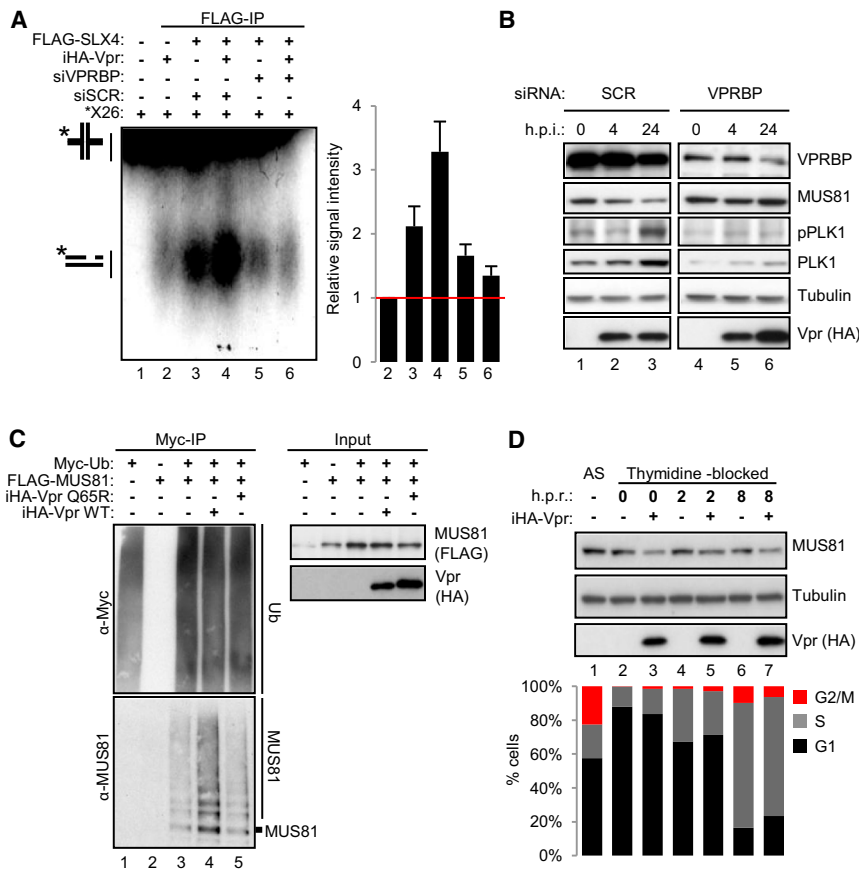 A
FLAG-IP
FLAG-SLX4: - - + + + +
iHA-Vpr: - + - + - +
siVPRBP: - - - - + +
siSCR: - - + + - -
*X26: + + + + + +
*
*
1 2 3 4 5 6
Relative signal intensity
4
3
2
1
0
2 3 4 5 6
B
siRNA: SCR VPRBP
h.p.i.: 0 4 24 0 4 24
VPRBP
MUS81
pPLK1
PLK1
Tubulin
Vpr (HA)
1 2 3 4 5 6
C
Myc-IP Input
Myc-Ub: + - + + + + - + + +
FLAG-MUS81: - + + + + - + + + +
iHA-Vpr Q65R: - - - - + - - - - +
iHA-Vpr WT: - - - + - - - - + -
α-Myc
Ub
α-MUS81
MUS81
MUS81
1 2 3 4 5
MUS81
(FLAG)
Vpr
(HA)
D
AS Thymidine -blocked
h.p.r.: - 0 0 2 2 8 8
iHA-Vpr: - - + - + - +
MUS81
Tubulin
Vpr (HA)
1 2 3 4 5 6 7
% cells
100%
80%
60%
40%
20%
0%
G2/M
S
G1